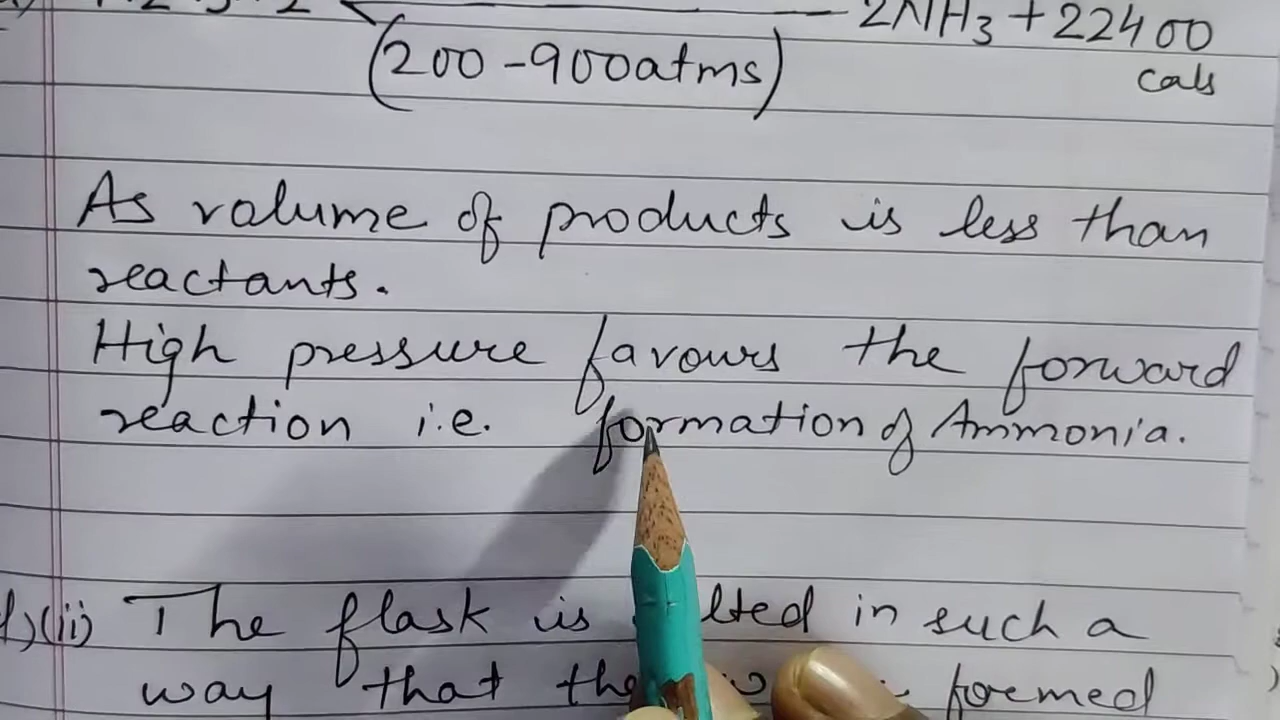 2NH3 + 22400
(200-900atms)
cals
As volume of products is less than
reactants.
High pressure favours the forward
reaction i.e. formation of Ammonia.
(ii) The flask is in such a
way that formed